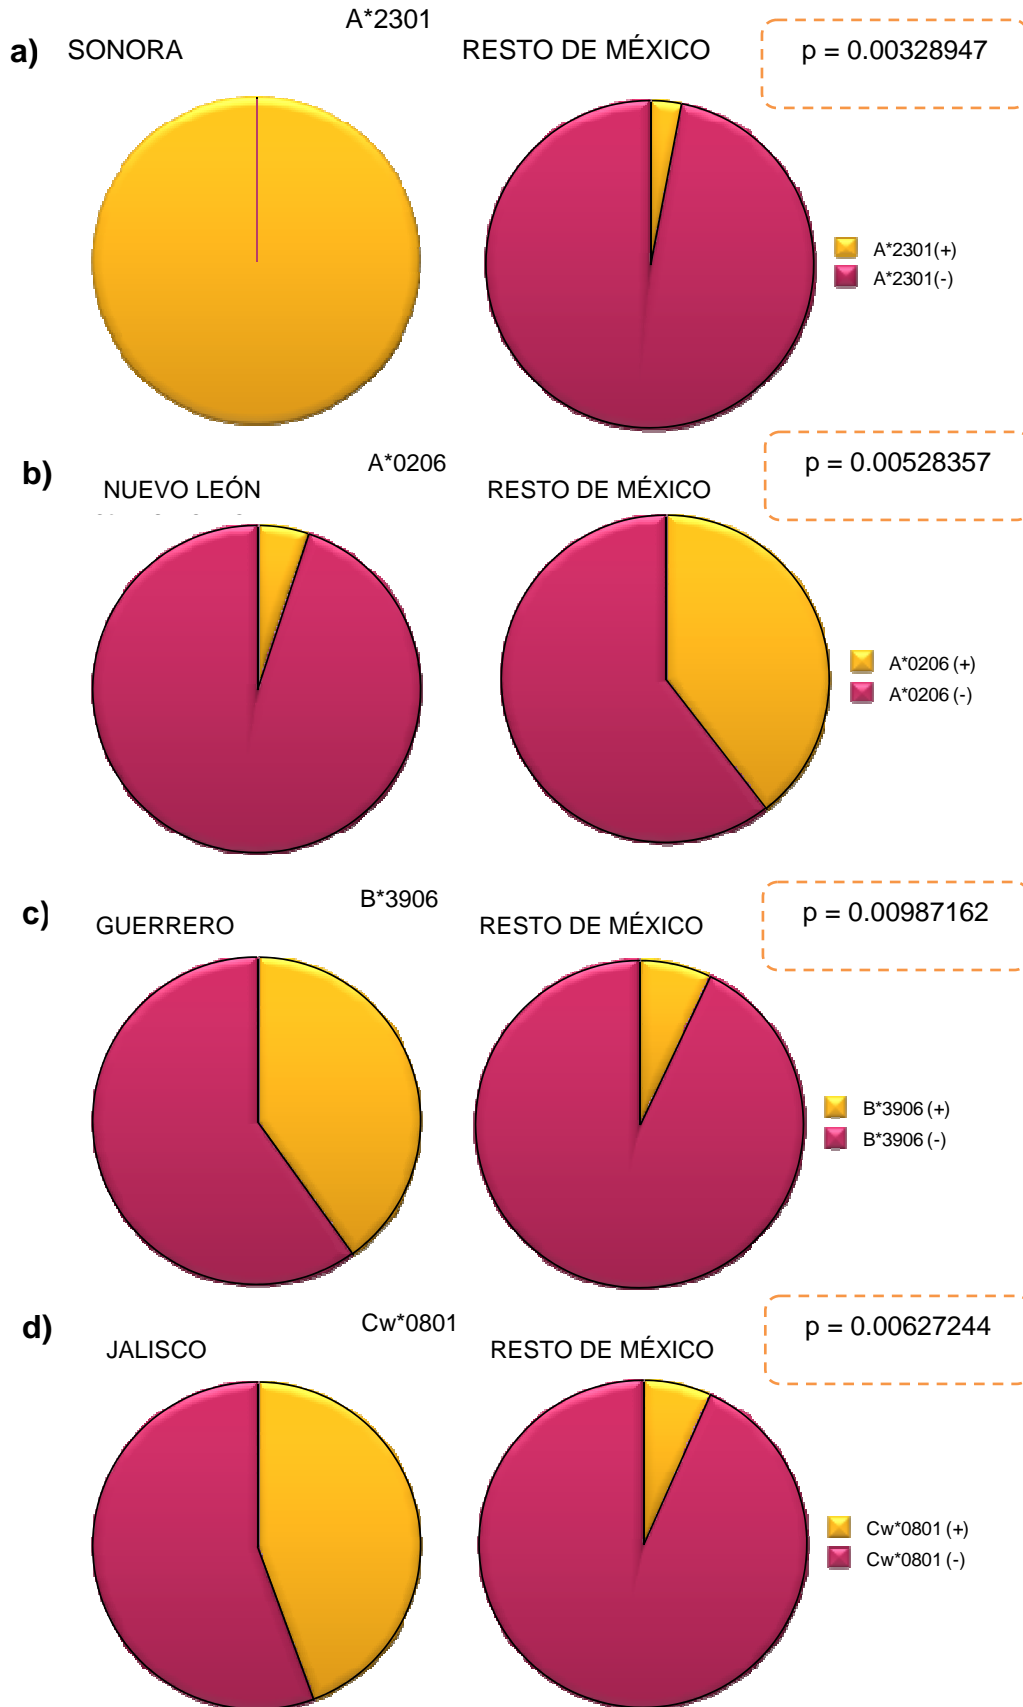 A*2301
a) SONORA RESTO DE MÉXICO p = 0.00328947
A*2301(+)
A*2301(-)
b) A*0206 p = 0.00528357
NUEVO LEÓN RESTO DE MÉXICO
A*0206 (+)
A*0206 (-)
c) B*3906 p = 0.00987162
GUERRERO RESTO DE MÉXICO
B*3906 (+)
B*3906 (-)
d) Cw*0801 p = 0.00627244
JALISCO RESTO DE MÉXICO
Cw*0801 (+)
Cw*0801 (-)